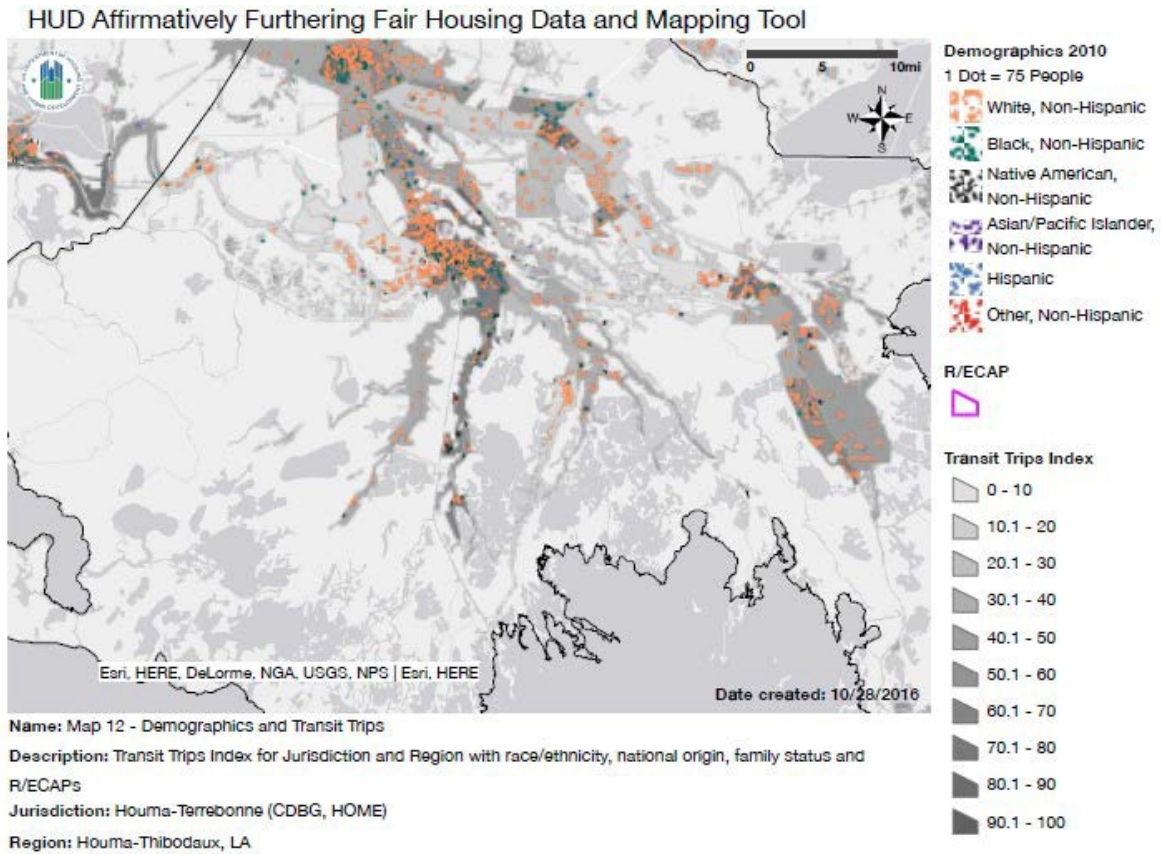 HUD Affirmatively Furthering Fair Housing Data and Mapping Tool
0 5 10mi
N
W E
S
Esri, HERE, DeLorme, NGA, USGS, NPS | Esri, HERE
Date created: 10/28/2016
Demographics 2010
1 Dot = 75 People
White, Non-Hispanic
Black, Non-Hispanic
Native American,
Non-Hispanic
Asian/Pacific Islander,
Non-Hispanic
Hispanic
Other, Non-Hispanic
R/ECAP
Transit Trips Index
0 - 10
10.1 - 20
20.1 - 30
30.1 - 40
40.1 - 50
50.1 - 60
60.1 - 70
70.1 - 80
80.1 - 90
90.1 - 100
Name: Map 12 - Demographics and Transit Trips
Description: Transit Trips Index for Jurisdiction and Region with race/ethnicity, national origin, family status and
R/ECAPs
Jurisdiction: Houma-Terrebonne (CDBG, HOME)
Region: Houma-Thibodaux, LA